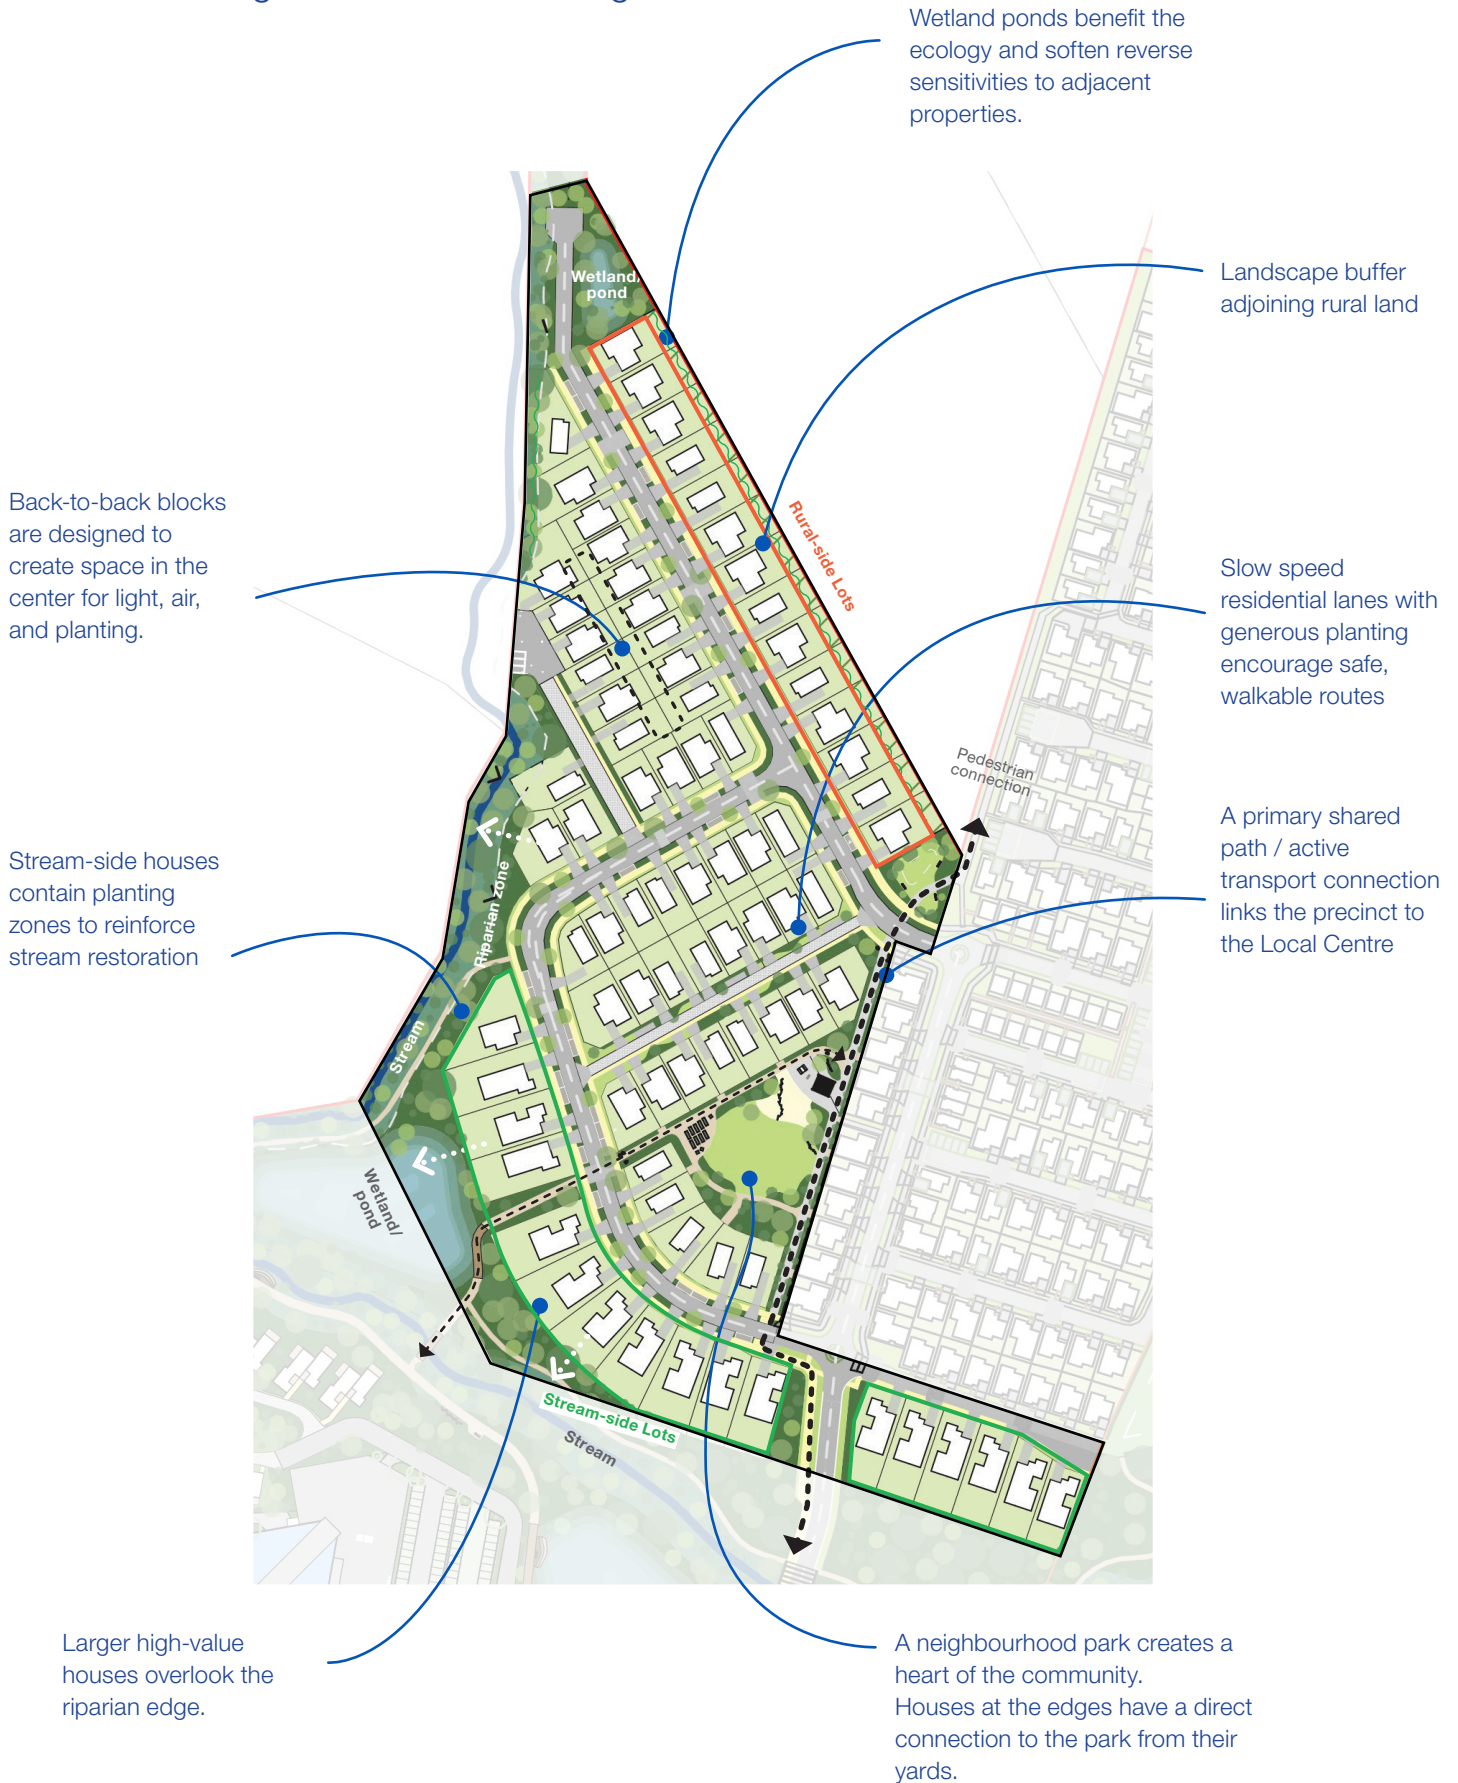 Wetland ponds benefit the
ecology and soften reverse
sensitivities to adjacent
properties.
Wetland/
pond
Landscape buffer
adjoining rural land
Rural-side Lots
Back-to-back blocks
are designed to
create space in the
center for light, air,
and planting.
Slow speed
residential lanes with
generous planting
encourage safe,
walkable routes
Pedestrian
connection
A primary shared
path / active
transport connection
links the precinct to
the Local Centre
Stream-side houses
contain planting
zones to reinforce
stream restoration
Riparian zone
Stream
Wetland/
pond
Stream-side Lots
Stream
Larger high-value
houses overlook the
riparian edge.
A neighbourhood park creates a
heart of the community.
Houses at the edges have a direct
connection to the park from their
yards.